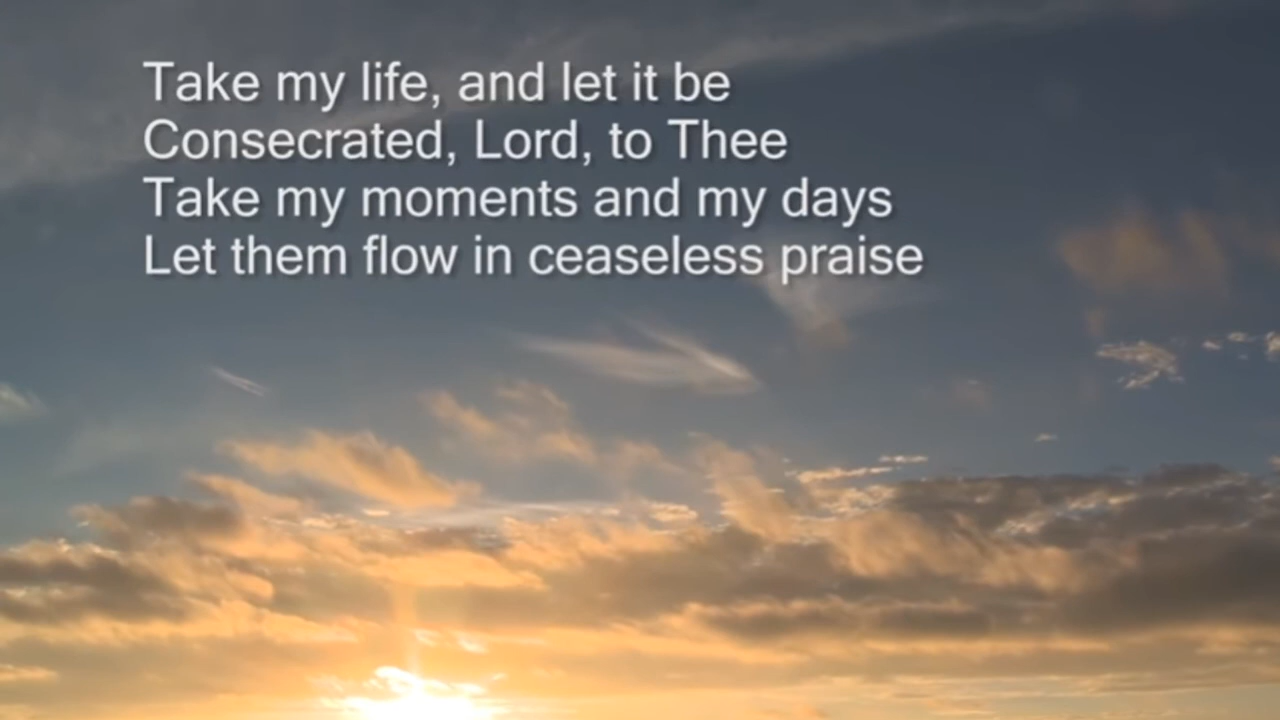 Take my life, and let it be
Consecrated, Lord, to Thee
Take my moments and my days
Let them flow in ceaseless praise